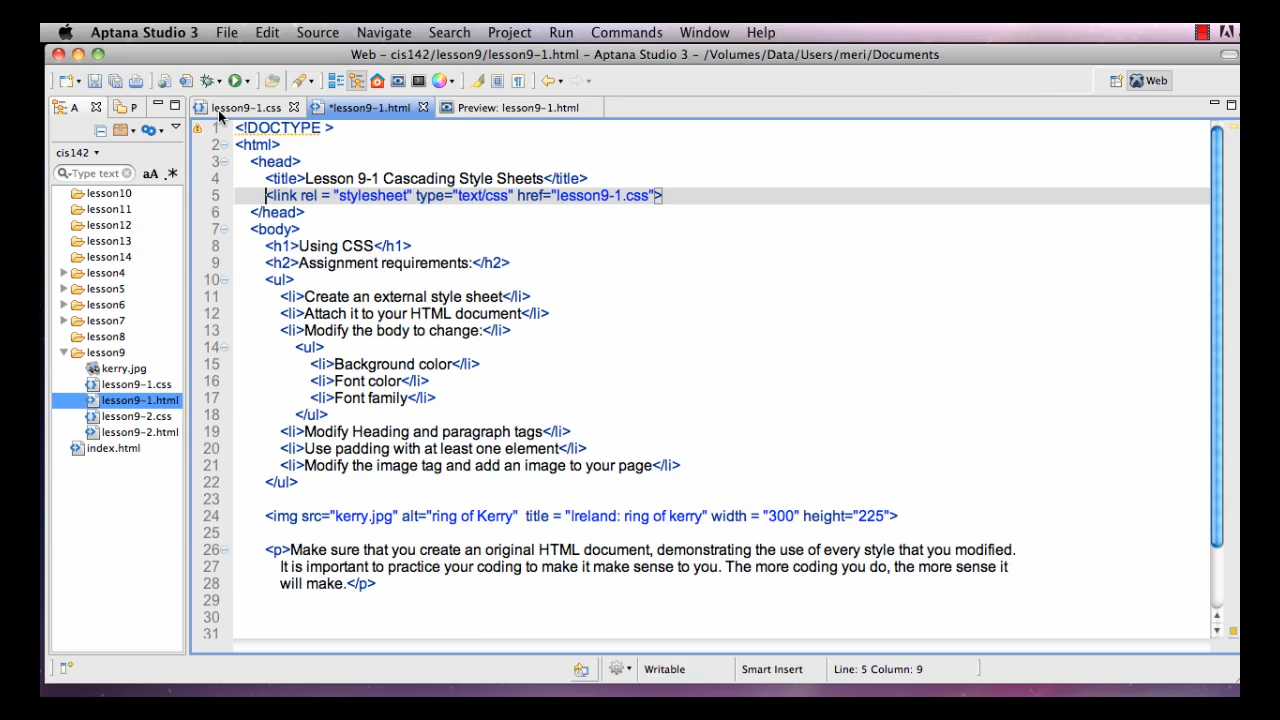 Aptana Studio 3 File Edit Source Navigate Search Project Run Commands Window Help
Web - cis142/lesson9/lesson9-1.html - Aptana Studio 3 - /Volumes/Data/Users/meri/Documents
Web
A P lesson9-1.css *lesson9-1.html Preview: lesson9-1.html
cis142
Type text aA .*
lesson10
lesson11
lesson12
lesson13
lesson14
lesson4
lesson5
lesson6
lesson7
lesson8
lesson9
kerry.jpg
lesson9-1.css
lesson9-1.html
lesson9-2.css
lesson9-2.html
index.html
1 <!DOCTYPE >
2 <html>
3 <head>
4 <title>Lesson 9-1 Cascading Style Sheets</title>
5 <link rel = "stylesheet" type="text/css" href="lesson9-1.css">
6 </head>
7 <body>
8 <h1>Using CSS</h1>
9 <h2>Assignment requirements:</h2>
10 <ul>
11 <li>Create an external style sheet</li>
12 <li>Attach it to your HTML document</li>
13 <li>Modify the body to change:</li>
14 <ul>
15 <li>Background color</li>
16 <li>Font color</li>
17 <li>Font family</li>
18 </ul>
19 <li>Modify Heading and paragraph tags</li>
20 <li>Use padding with at least one element</li>
21 <li>Modify the image tag and add an image to your page</li>
22 </ul>
23
24 <img src="kerry.jpg" alt="ring of Kerry" title = "Ireland: ring of kerry" width = "300" height="225">
25
26 <p>Make sure that you create an original HTML document, demonstrating the use of every style that you modified.
27 It is important to practice your coding to make it make sense to you. The more coding you do, the more sense it
28 will make.</p>
29
30
31
Writable Smart Insert Line: 5 Column: 9